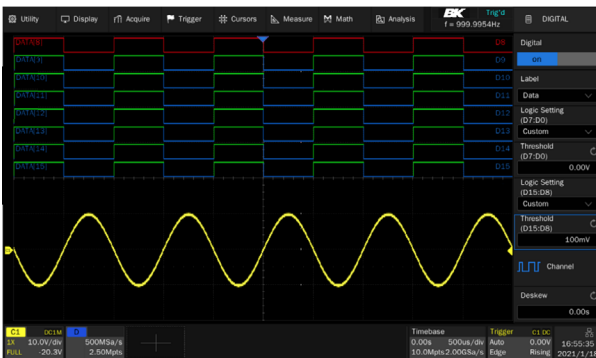 Utility Display Acquire Trigger Cursors Measure Math Analysis BK Trig'd DIGITAL
f = 999.9954Hz
DATA(8) D8
DATA(9) D9
DATA(10) D10
DATA(11) D11
DATA(12) D12
DATA(13) D13
DATA(14) D14
DATA(15) D15
Digital
on
Label
Data
Logic Setting
(D7:D0)
Custom
Threshold
(D7:D0)
0.00V
Logic Setting
(D15:D8)
Custom
Threshold
(D15:D8)
100mV
Channel
Deskew
0.00s
C1 DC1M D Timebase Trigger C1 DC
1X 10.0V/div 500MSa/s 0.00s 500us/div Auto 0.00V 16:55:35
FULL -20.3V 2.50Mpts 10.0Mpts 2.00GSa/s Edge Rising 2021/1/18